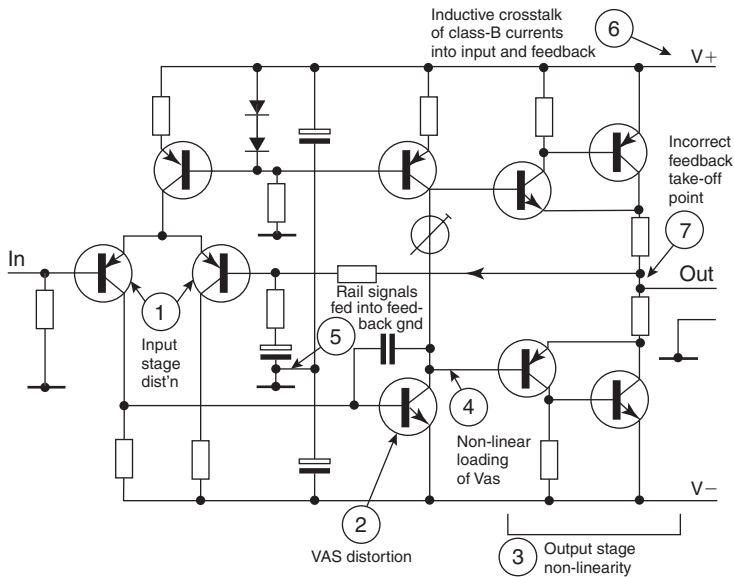 Inductive crosstalk
of class-B currents
into input and feedback
6
V+
Incorrect
feedback
take-off
point
7
In
Out
Rail signals
fed into feed-
back gnd
1
5
Input
stage
dist'n
4
Non-linear
loading
of Vas
V−
2
VAS distortion
3
Output stage
non-linearity